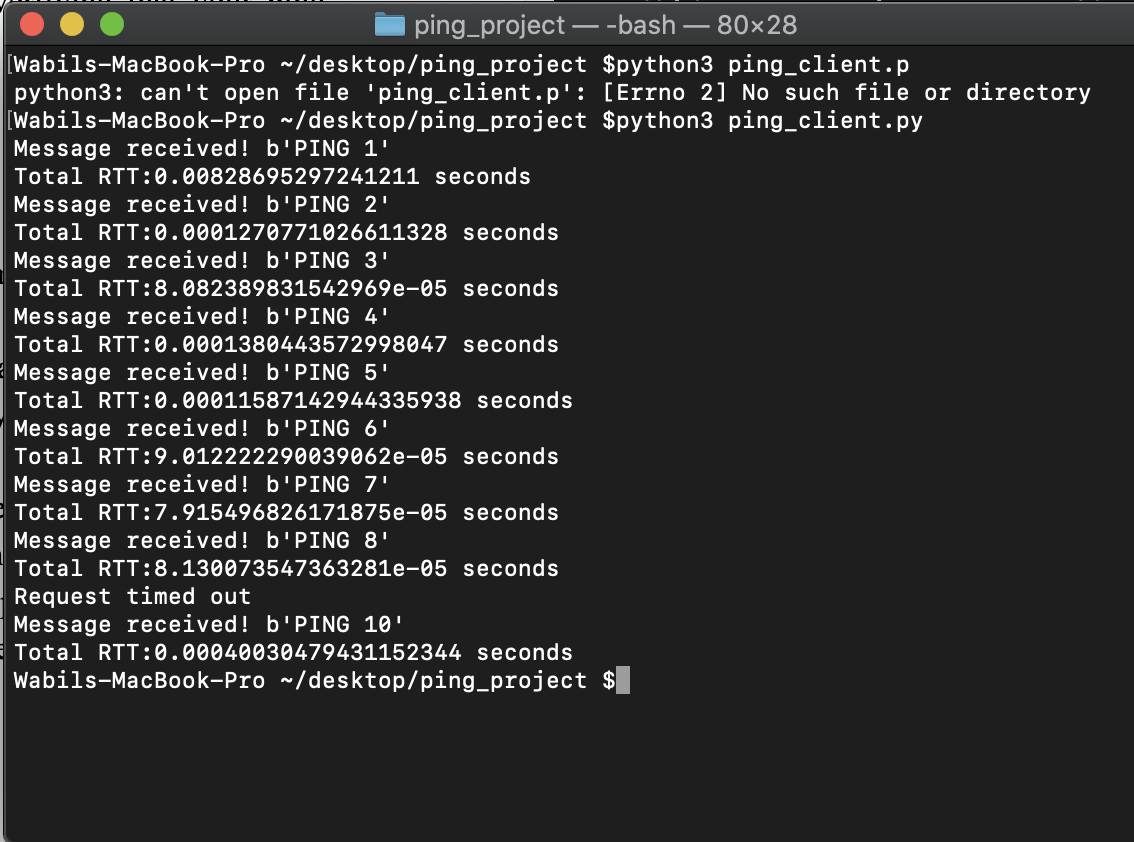 ping_project — -bash — 80×28
[Wabils-MacBook-Pro ~/desktop/ping_project $python3 ping_client.p
python3: can't open file 'ping_client.p': [Errno 2] No such file or directory
[Wabils-MacBook-Pro ~/desktop/ping_project $python3 ping_client.py
Message received! b'PING 1'
Total RTT:0.00828695297241211 seconds
Message received! b'PING 2'
Total RTT:0.0001270771026611328 seconds
Message received! b'PING 3'
Total RTT:8.082389831542969e-05 seconds
Message received! b'PING 4'
Total RTT:0.0001380443572998047 seconds
Message received! b'PING 5'
Total RTT:0.00011587142944335938 seconds
Message received! b'PING 6'
Total RTT:9.012222290039062e-05 seconds
Message received! b'PING 7'
Total RTT:7.915496826171875e-05 seconds
Message received! b'PING 8'
Total RTT:8.130073547363281e-05 seconds
Request timed out
Message received! b'PING 10'
Total RTT:0.00040030479431152344 seconds
Wabils-MacBook-Pro ~/desktop/ping_project $